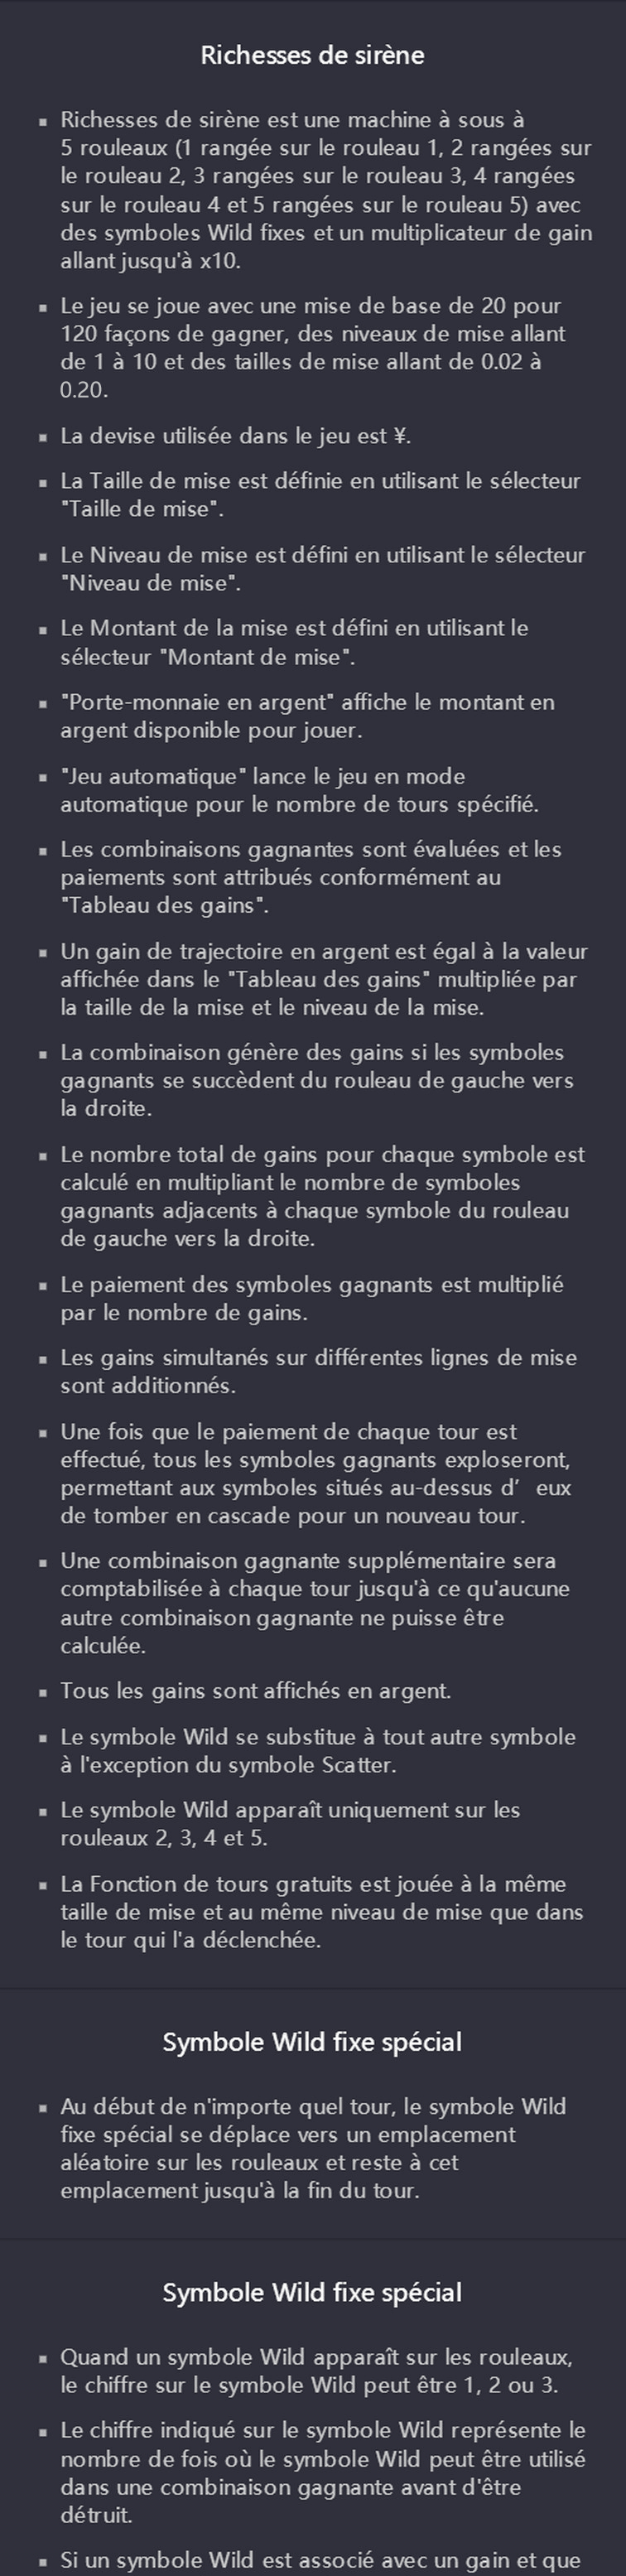 Richesses de sirène
▪ Richesses de sirène est une machine à sous à
5 rouleaux (1 rangée sur le rouleau 1, 2 rangées sur
le rouleau 2, 3 rangées sur le rouleau 3, 4 rangées
sur le rouleau 4 et 5 rangées sur le rouleau 5) avec
des symboles Wild fixes et un multiplicateur de gain
allant jusqu'à x10.
▪ Le jeu se joue avec une mise de base de 20 pour
120 façons de gagner, des niveaux de mise allant
de 1 à 10 et des tailles de mise allant de 0.02 à
0.20.
▪ La devise utilisée dans le jeu est ¥.
▪ La Taille de mise est définie en utilisant le sélecteur
"Taille de mise".
▪ Le Niveau de mise est défini en utilisant le sélecteur
"Niveau de mise".
▪ Le Montant de la mise est défini en utilisant le
sélecteur "Montant de mise".
▪ "Porte-monnaie en argent" affiche le montant en
argent disponible pour jouer.
▪ "Jeu automatique" lance le jeu en mode
automatique pour le nombre de tours spécifié.
▪ Les combinaisons gagnantes sont évaluées et les
paiements sont attribués conformément au
"Tableau des gains".
▪ Un gain de trajectoire en argent est égal à la valeur
affichée dans le "Tableau des gains" multipliée par
la taille de la mise et le niveau de la mise.
▪ La combinaison génère des gains si les symboles
gagnants se succèdent du rouleau de gauche vers
la droite.
▪ Le nombre total de gains pour chaque symbole est
calculé en multipliant le nombre de symboles
gagnants adjacents à chaque symbole du rouleau
de gauche vers la droite.
▪ Le paiement des symboles gagnants est multiplié
par le nombre de gains.
▪ Les gains simultanés sur différentes lignes de mise
sont additionnés.
▪ Une fois que le paiement de chaque tour est
effectué, tous les symboles gagnants exploseront,
permettant aux symboles situés au-dessus d’ eux
de tomber en cascade pour un nouveau tour.
▪ Une combinaison gagnante supplémentaire sera
comptabilisée à chaque tour jusqu'à ce qu'aucune
autre combinaison gagnante ne puisse être
calculée.
▪ Tous les gains sont affichés en argent.
▪ Le symbole Wild se substitue à tout autre symbole
à l'exception du symbole Scatter.
▪ Le symbole Wild apparaît uniquement sur les
rouleaux 2, 3, 4 et 5.
▪ La Fonction de tours gratuits est jouée à la même
taille de mise et au même niveau de mise que dans
le tour qui l'a déclenchée.
Symbole Wild fixe spécial
▪ Au début de n'importe quel tour, le symbole Wild
fixe spécial se déplace vers un emplacement
aléatoire sur les rouleaux et reste à cet
emplacement jusqu'à la fin du tour.
Symbole Wild fixe spécial
▪ Quand un symbole Wild apparaît sur les rouleaux,
le chiffre sur le symbole Wild peut être 1, 2 ou 3.
▪ Le chiffre indiqué sur le symbole Wild représente le
nombre de fois où le symbole Wild peut être utilisé
dans une combinaison gagnante avant d'être
détruit.
▪ Si un symbole Wild est associé avec un gain et que